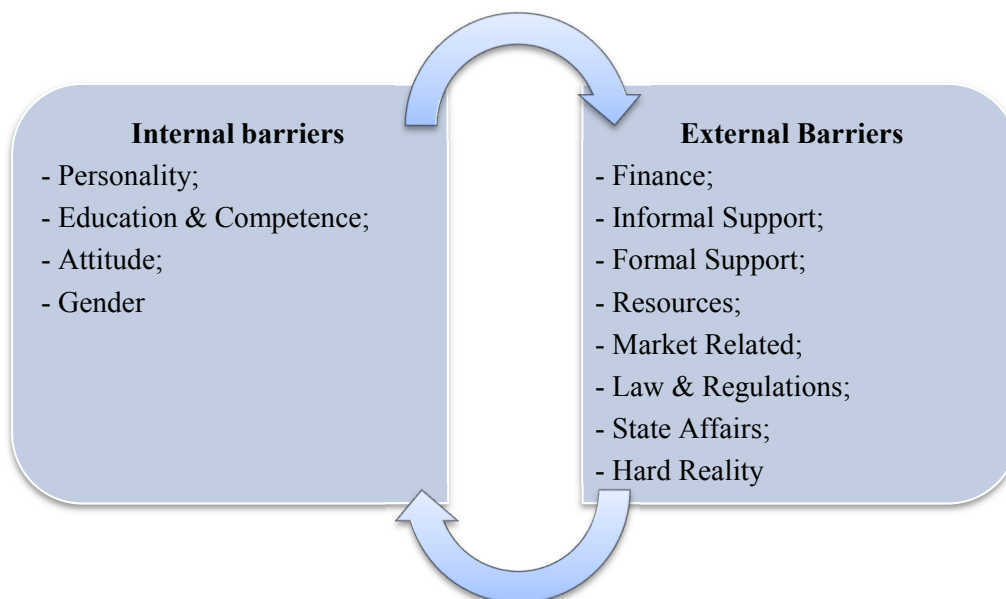 Internal barriers
- Personality;
- Education & Competence;
- Attitude;
- Gender
External Barriers
- Finance;
- Informal Support;
- Formal Support;
- Resources;
- Market Related;
- Law & Regulations;
- State Affairs;
- Hard Reality